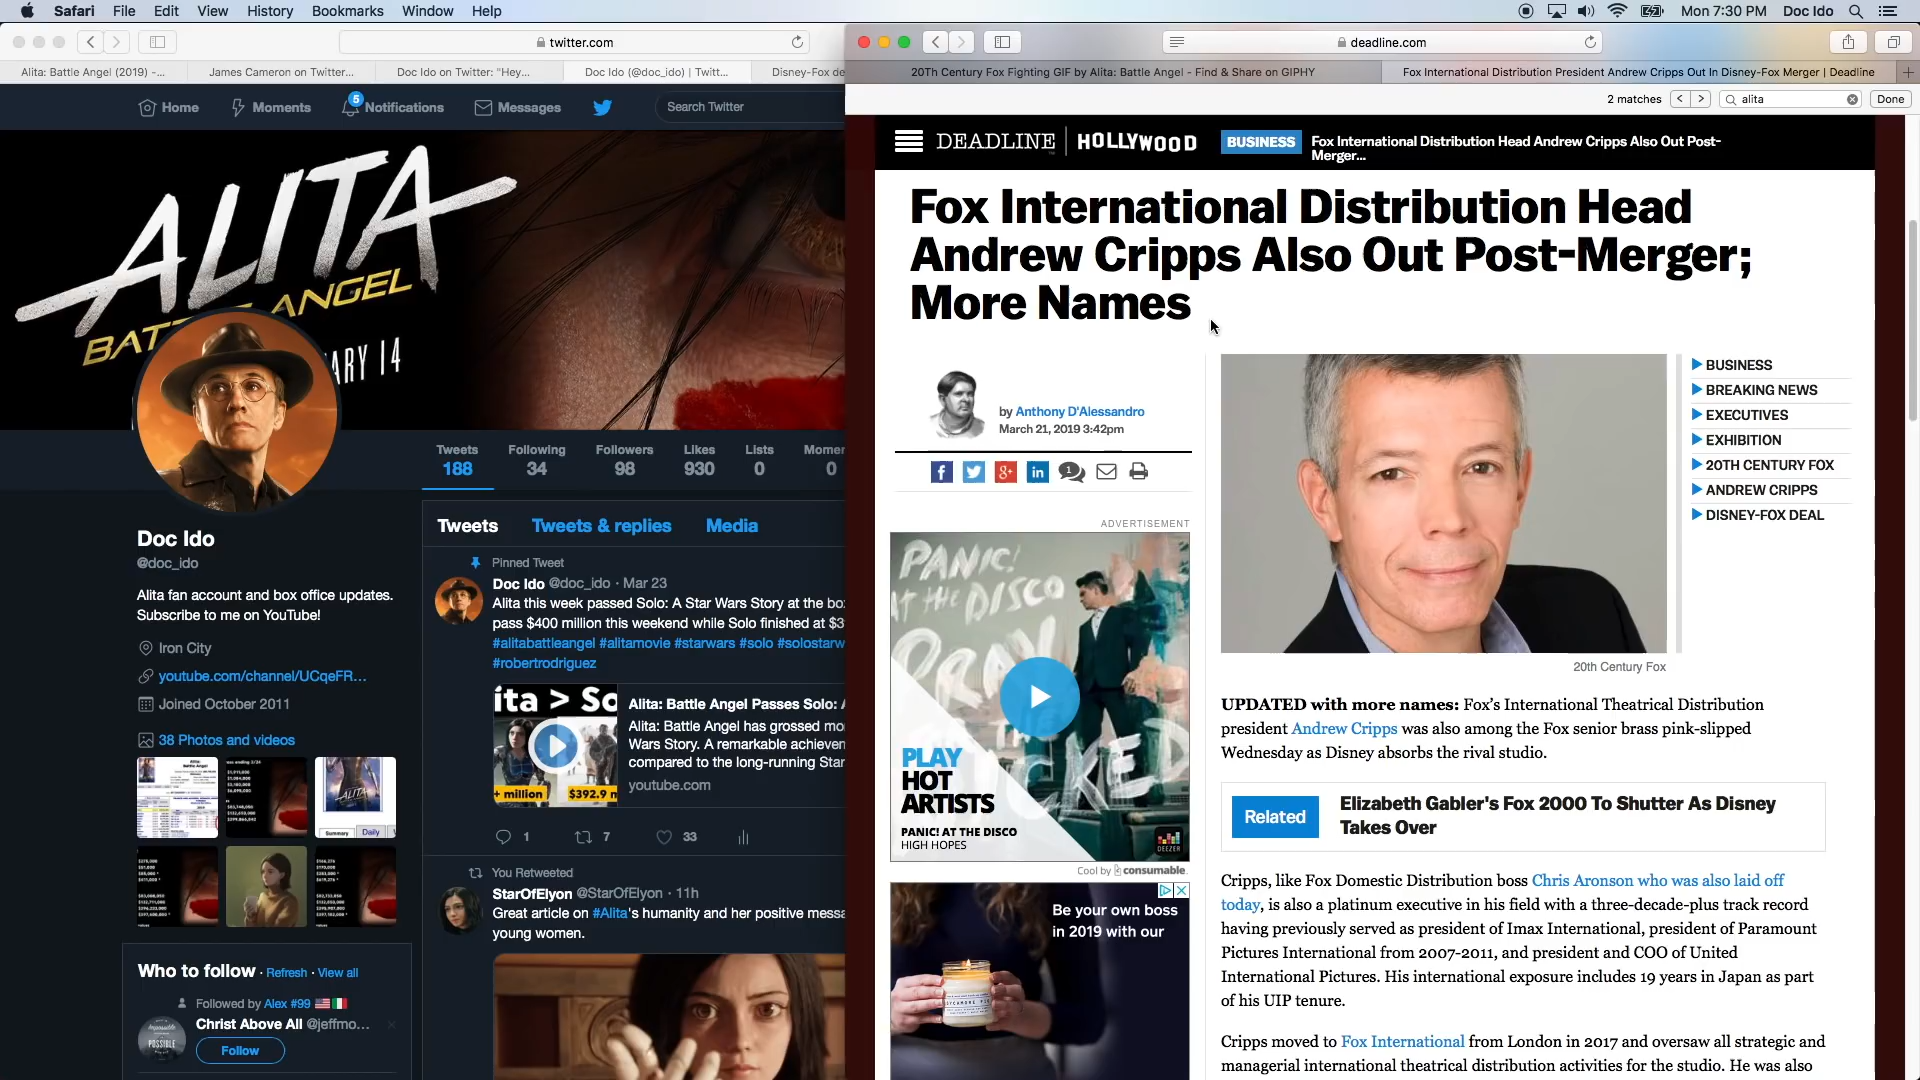 Safari File Edit View History Bookmarks Window Help
Mon 7:30 PM Doc Ido
twitter.com
Alita: Battle Angel (2019) -...
James Cameron on Twitter...
Doc Ido on Twitter: "Hey...
Doc Ido (@doc_ido) | Twitt...
Disney-Fox de
Home
Moments
5
Notifications
Messages
Search Twitter
ALITA
BATTLE ANGEL
ARY 14
Tweets
188
Following
34
Followers
98
Likes
930
Lists
0
Momen
0
Doc Ido
@doc_ido
Alita fan account and box office updates.
Subscribe to me on YouTube!
Iron City
youtube.com/channel/UCqeFR...
Joined October 2011
38 Photos and videos
Summary Daily
Who to follow · Refresh · View all
Followed by Alex #99
Christ Above All @jeffmo...
POSSIBLE
Follow
Tweets Tweets & replies Media
Pinned Tweet
Doc Ido @doc_ido · Mar 23
Alita this week passed Solo: A Star Wars Story at the bo
pass $400 million this weekend while Solo finished at $3
#alitabattleangel #alitamovie #starwars #solo #solostarw
#robertrodriguez
ita > So
+ million
$392.9 m
Alita: Battle Angel Passes Solo: A
Alita: Battle Angel has grossed mo
Wars Story. A remarkable achieven
compared to the long-running Star
youtube.com
1 7 33
You Retweeted
StarOfElyon @StarOfElyon · 11h
Great article on #Alita's humanity and her positive messa
young women.
deadline.com
20Th Century Fox Fighting GIF by Alita: Battle Angel - Find & Share on GIPHY
Fox International Distribution President Andrew Cripps Out In Disney-Fox Merger | Deadline
2 matches
alita
Done
DEADLINE HOLLYWOOD
BUSINESS
Fox International Distribution Head Andrew Cripps Also Out Post-
Merger...
Fox International Distribution Head
Andrew Cripps Also Out Post-Merger;
More Names
by Anthony D'Alessandro
March 21, 2019 3:42pm
1
ADVERTISEMENT
PANIC!
AT THE DISCO
PRAY
PLAY
HOT
ARTISTS
PANIC! AT THE DISCO
HIGH HOPES
DEEZER
Cool by consumable.
Be your own boss
in 2019 with our
20th Century Fox
BUSINESS
BREAKING NEWS
EXECUTIVES
EXHIBITION
20TH CENTURY FOX
ANDREW CRIPPS
DISNEY-FOX DEAL
UPDATED with more names: Fox's International Theatrical Distribution
president Andrew Cripps was also among the Fox senior brass pink-slipped
Wednesday as Disney absorbs the rival studio.
Related
Elizabeth Gabler's Fox 2000 To Shutter As Disney
Takes Over
Cripps, like Fox Domestic Distribution boss Chris Aronson who was also laid off
today, is also a platinum executive in his field with a three-decade-plus track record
having previously served as president of Imax International, president of Paramount
Pictures International from 2007-2011, and president and COO of United
International Pictures. His international exposure includes 19 years in Japan as part
of his UIP tenure.
Cripps moved to Fox International from London in 2017 and oversaw all strategic and
managerial international theatrical distribution activities for the studio. He was also